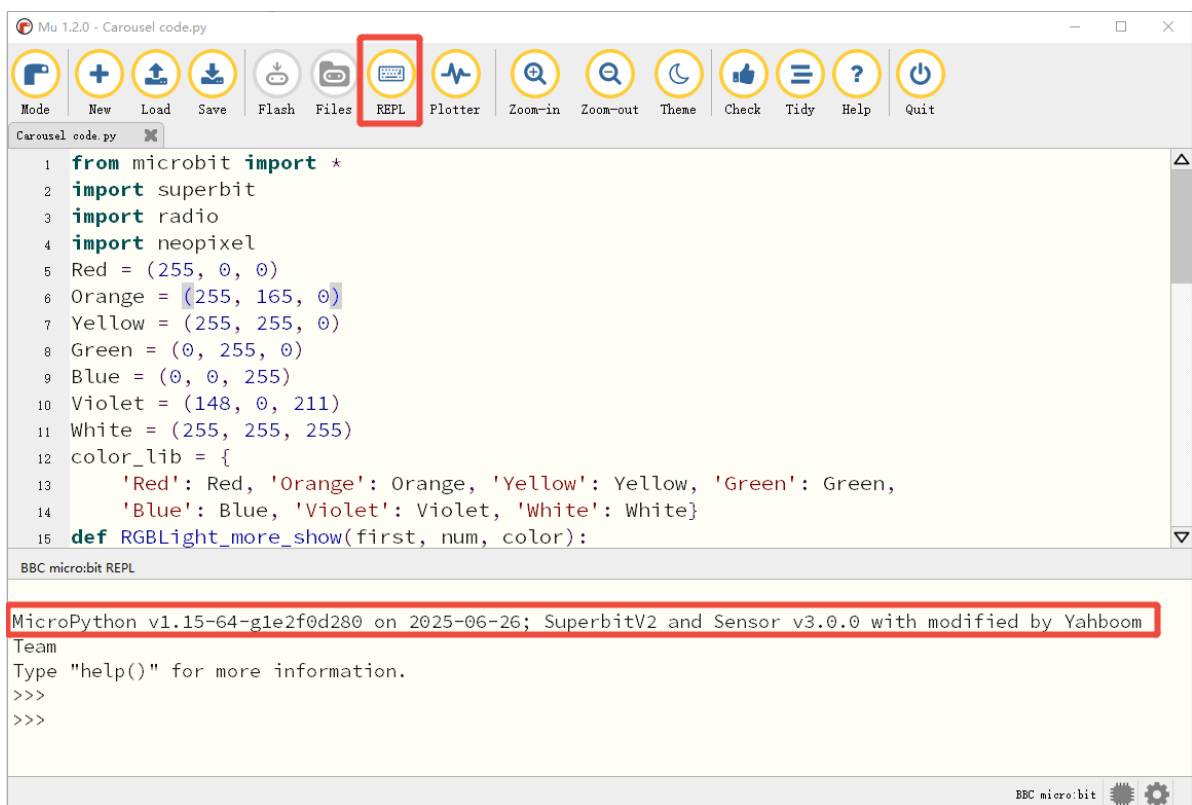 Mu 1.2.0 - Carousel code.py
Mode New Load Save Flash Files REPL Plotter Zoom-in Zoom-out Theme Check Tidy Help Quit
Carousel code.py
1 from microbit import *
2 import superbit
3 import radio
4 import neopixel
5 Red = (255, 0, 0)
6 Orange = (255, 165, 0)
7 Yellow = (255, 255, 0)
8 Green = (0, 255, 0)
9 Blue = (0, 0, 255)
10 Violet = (148, 0, 211)
11 White = (255, 255, 255)
12 color_lib = {
13     'Red': Red, 'Orange': Orange, 'Yellow': Yellow, 'Green': Green,
14     'Blue': Blue, 'Violet': Violet, 'White': White}
15 def RGBLight_more_show(first, num, color):
BBC micro:bit REPL
MicroPython v1.15-64-g1e2f0d280 on 2025-06-26; SuperbitV2 and Sensor v3.0.0 with modified by Yahboom
Team
Type "help()" for more information.
>>>
>>>
BBC micro:bit